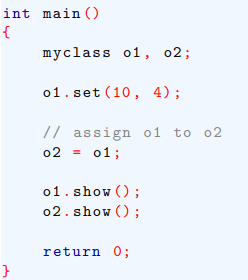 int main()
{
myclass o1, o2;
o1.set(10, 4);
// assign o1 to o2
o2 = o1;
o1.show();
o2.show();
return 0;
}